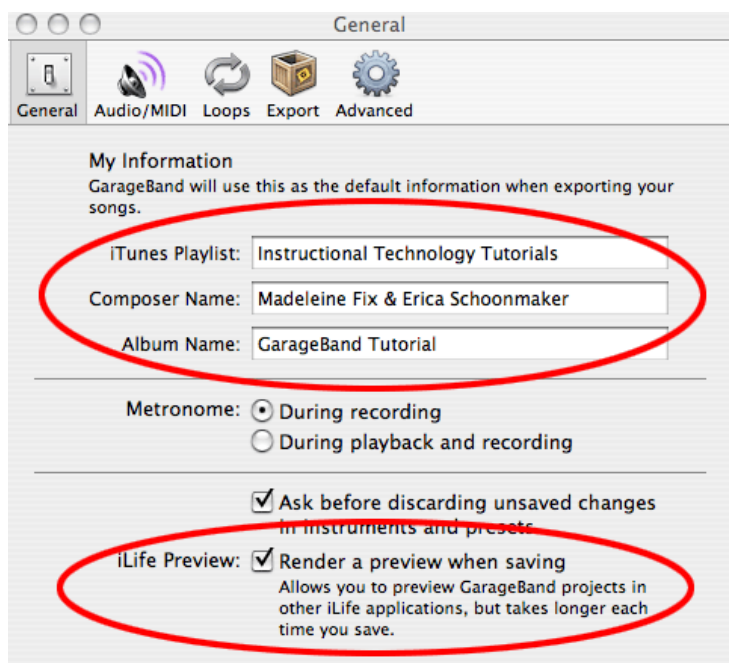 General
General Audio/MIDI Loops Export Advanced
My Information
GarageBand will use this as the default information when exporting your
songs.
iTunes Playlist: Instructional Technology Tutorials
Composer Name: Madeleine Fix & Erica Schoonmaker
Album Name: GarageBand Tutorial
Metronome: During recording
During playback and recording
Ask before discarding unsaved changes
in instruments and presets
iLife Preview: Render a preview when saving
Allows you to preview GarageBand projects in
other iLife applications, but takes longer each
time you save.